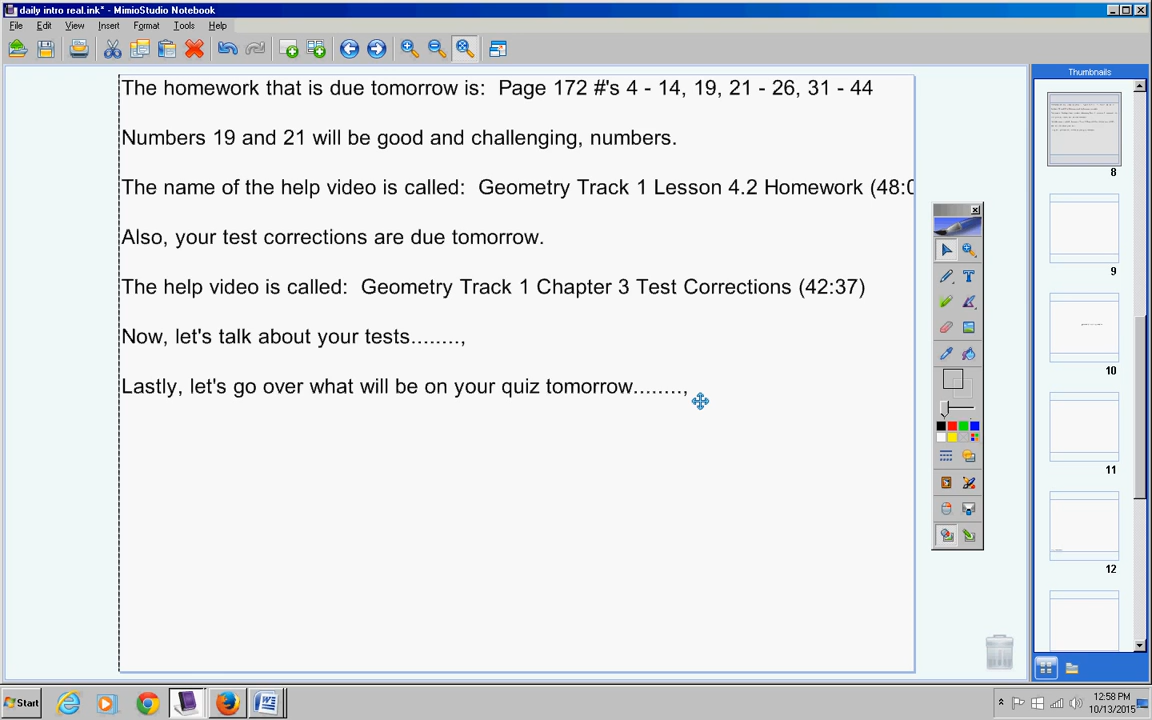 daily intro real.ink* - MimioStudio Notebook
File Edit View Insert Format Tools Help
The homework that is due tomorrow is: Page 172 #'s 4 - 14, 19, 21 - 26, 31 - 44
Numbers 19 and 21 will be good and challenging, numbers.
The name of the help video is called: Geometry Track 1 Lesson 4.2 Homework (48:0
Also, your test corrections are due tomorrow.
The help video is called: Geometry Track 1 Chapter 3 Test Corrections (42:37)
Now, let's talk about your tests........,
Lastly, let's go over what will be on your quiz tomorrow........,
Thumbnails
8
9
10
11
12
Start
12:58 PM
10/13/2015